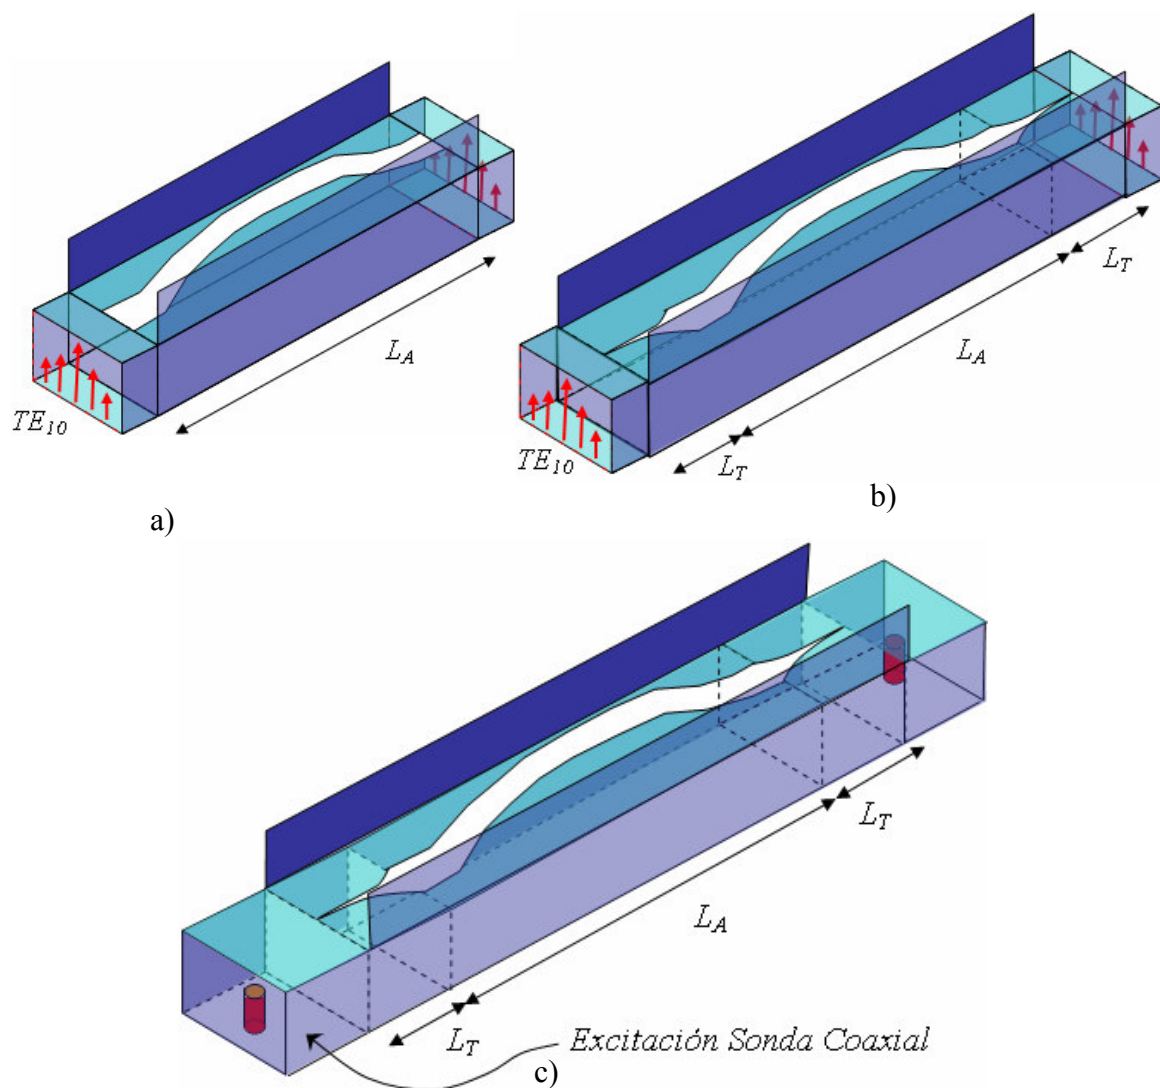 L_A
TE_10
a)
L_T
L_A
L_T
TE_10
b)
L_T
L_A
L_T
Excitación Sonda Coaxial
c)